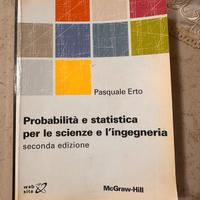 Pasquale Erto
Probabilità e statistica
per le scienze e l'ingegneria
seconda edizione
web
site
McGraw-Hill